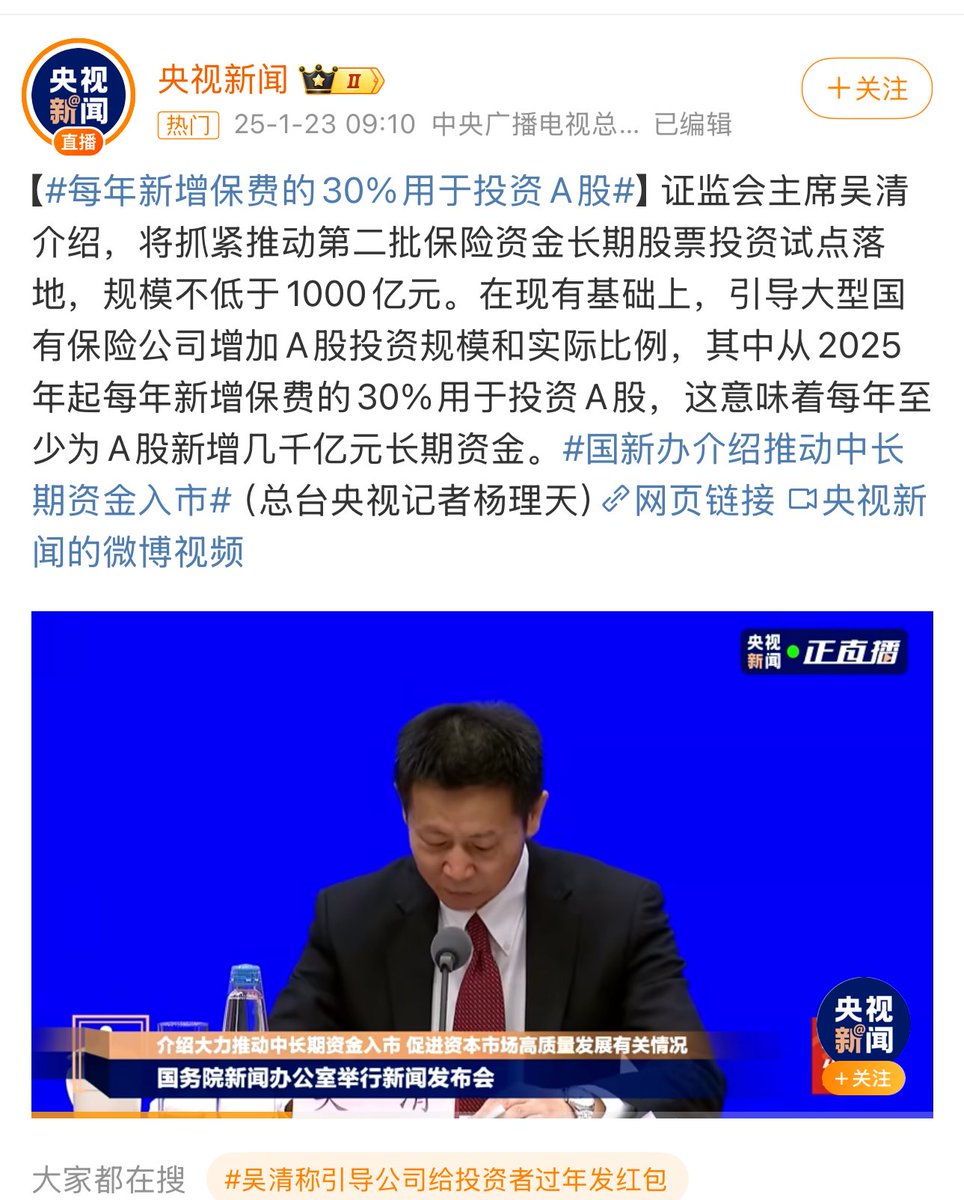 央视
新@闻
直播
央视新闻 II
+关注
热门 25-1-23 09:10 中央广播电视总... 已编辑
【#每年新增保费的30%用于投资A股#】证监会主席吴清
介绍，将抓紧推动第二批保险资金长期股票投资试点落
地，规模不低于1000亿元。在现有基础上，引导大型国
有保险公司增加A股投资规模和实际比例，其中从2025
年起每年新增保费的30%用于投资A股，这意味着每年至
少为A股新增几千亿元长期资金。#国新办介绍推动中长
期资金入市#（总台央视记者杨理天）网页链接 央视新
闻的微博视频
央视
新闻 正直播
介绍大力推动中长期资金入市 促进资本市场高质量发展有关情况
国务院新闻办公室举行新闻发布会
吴 清
央视
新@闻
+关注
大家都在搜 #吴清称引导公司给投资者过年发红包